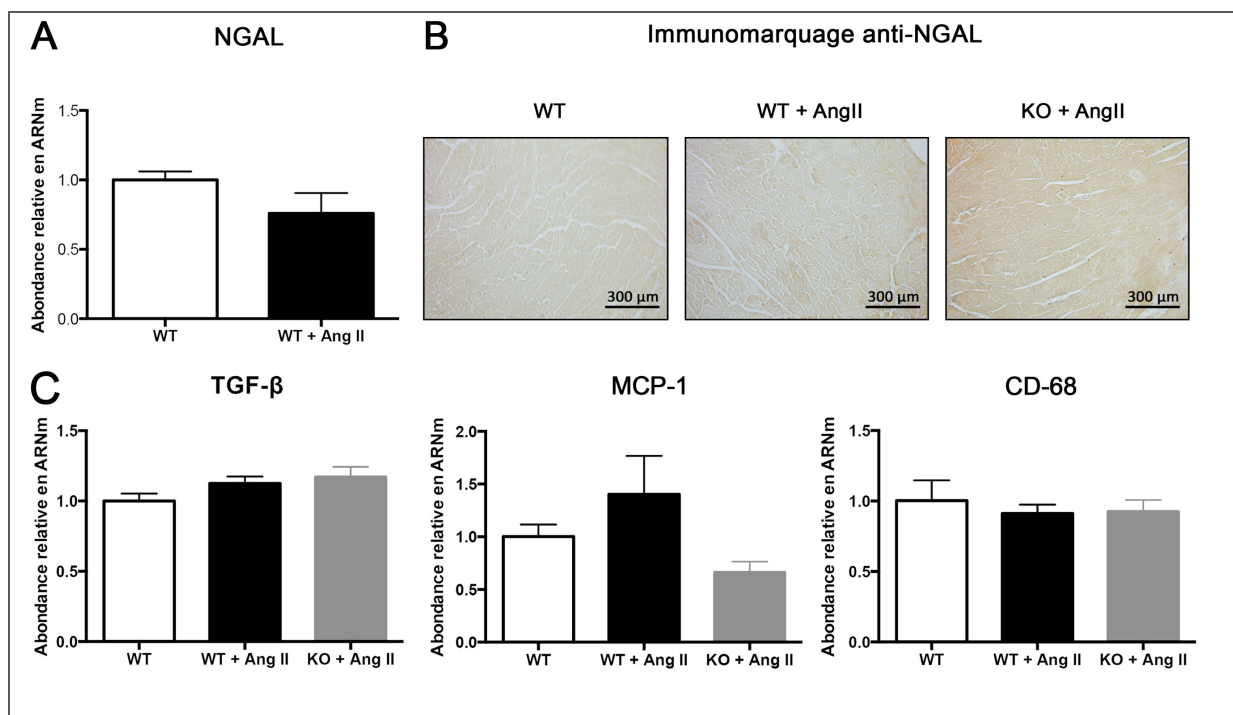 A
NGAL
Abondance relative en ARNm
1.5
1.0
0.5
0.0
WT
WT + Ang II
B
Immunomarquage anti-NGAL
WT
WT + AngII
KO + AngII
300 µm
300 µm
300 µm
C
TGF-β
Abondance relative en ARNm
1.5
1.0
0.5
0.0
WT
WT + Ang II
KO + Ang II
MCP-1
Abondance relative en ARNm
2.0
1.5
1.0
0.5
0.0
WT
WT + Ang II
KO + Ang II
CD-68
Abondance relative en ARNm
1.5
1.0
0.5
0.0
WT
WT + Ang II
KO + Ang II